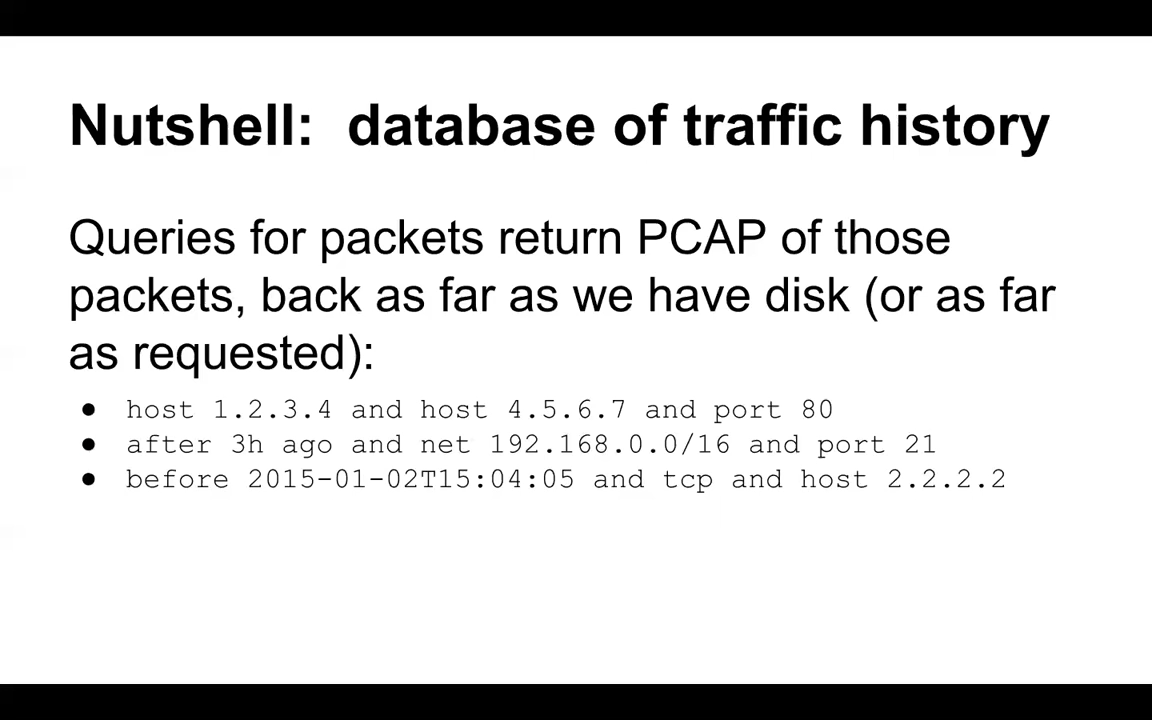 Nutshell:  database of traffic history
Queries for packets return PCAP of those
packets, back as far as we have disk (or as far
as requested):
● host 1.2.3.4 and host 4.5.6.7 and port 80
● after 3h ago and net 192.168.0.0/16 and port 21
● before 2015-01-02T15:04:05 and tcp and host 2.2.2.2